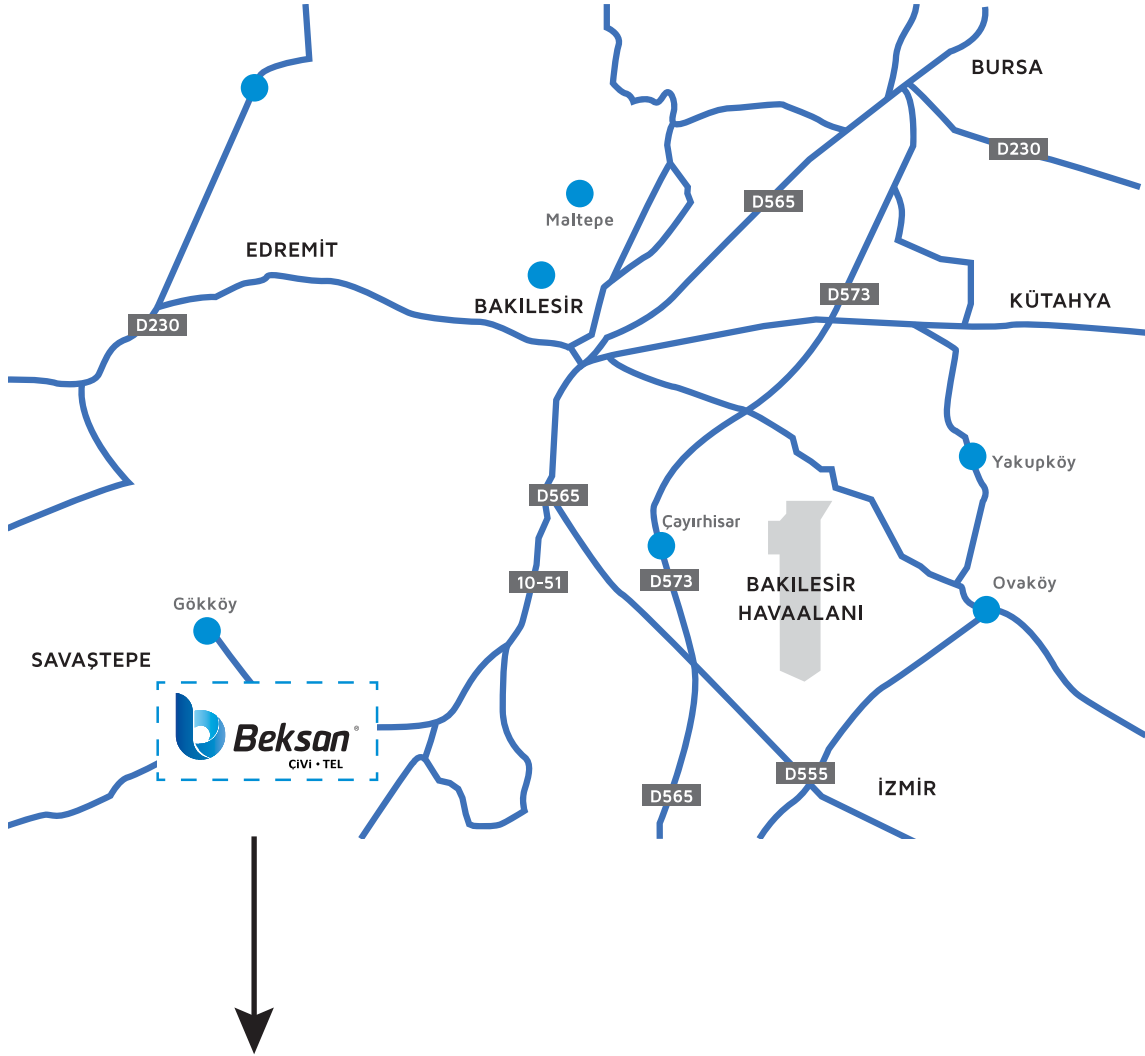 BURSA
D230
Maltepe
D565
EDREMİT
BAKILESİR
D573
KÜTAHYA
D230
Yakupköy
D565
Çayırhisar
10-51
D573
BAKILESİR
HAVAALANI
Ovaköy
Gökköy
SAVAŞTEPE
Beksan®
ÇİVİ • TEL
D565
D555
İZMİR